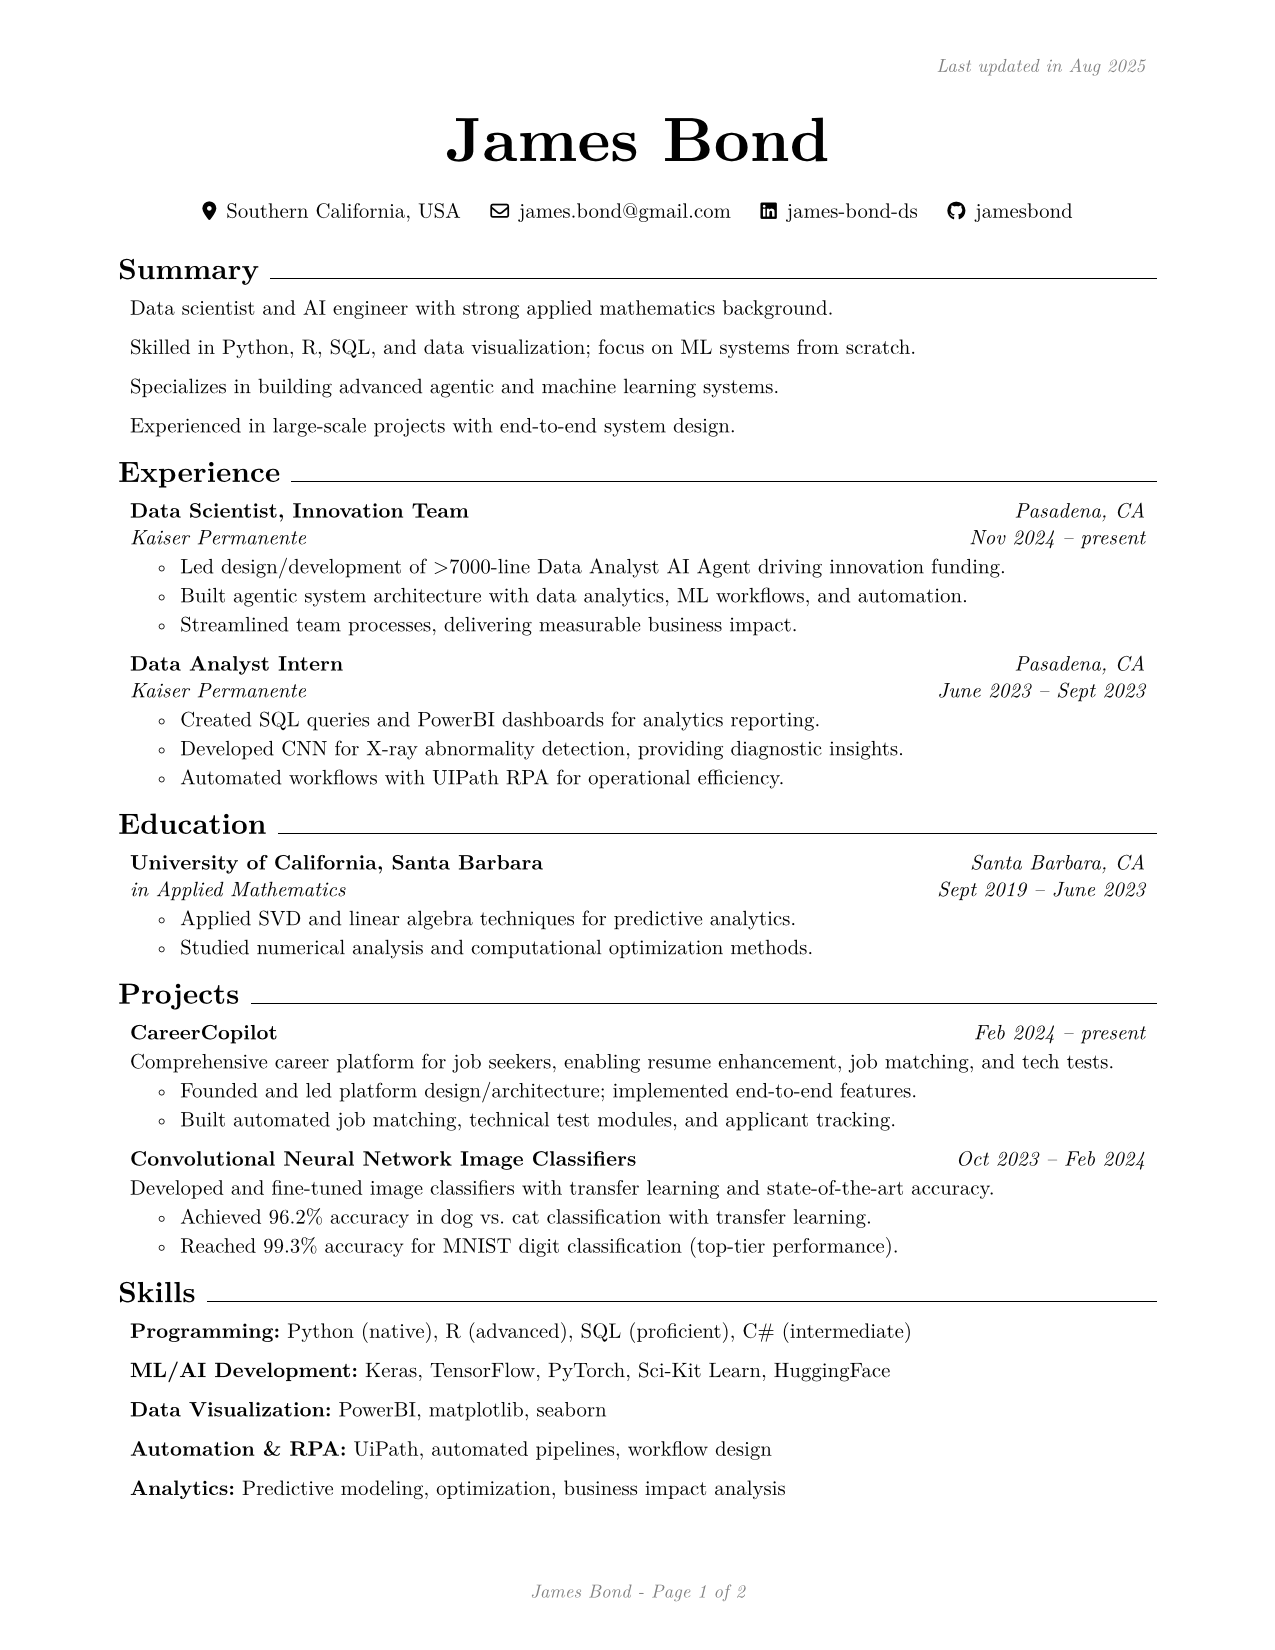 Last updated in Aug 2025
James Bond
Southern California, USA james.bond@gmail.com james-bond-ds jamesbond
Summary
Data scientist and AI engineer with strong applied mathematics background.
Skilled in Python, R, SQL, and data visualization; focus on ML systems from scratch.
Specializes in building advanced agentic and machine learning systems.
Experienced in large-scale projects with end-to-end system design.
Experience
Data Scientist, Innovation Team Pasadena, CA
Kaiser Permanente Nov 2024 – present
◦ Led design/development of >7000-line Data Analyst AI Agent driving innovation funding.
◦ Built agentic system architecture with data analytics, ML workflows, and automation.
◦ Streamlined team processes, delivering measurable business impact.
Data Analyst Intern Pasadena, CA
Kaiser Permanente June 2023 – Sept 2023
◦ Created SQL queries and PowerBI dashboards for analytics reporting.
◦ Developed CNN for X-ray abnormality detection, providing diagnostic insights.
◦ Automated workflows with UIPath RPA for operational efficiency.
Education
University of California, Santa Barbara Santa Barbara, CA
in Applied Mathematics Sept 2019 – June 2023
◦ Applied SVD and linear algebra techniques for predictive analytics.
◦ Studied numerical analysis and computational optimization methods.
Projects
CareerCopilot Feb 2024 – present
Comprehensive career platform for job seekers, enabling resume enhancement, job matching, and tech tests.
◦ Founded and led platform design/architecture; implemented end-to-end features.
◦ Built automated job matching, technical test modules, and applicant tracking.
Convolutional Neural Network Image Classifiers Oct 2023 – Feb 2024
Developed and fine-tuned image classifiers with transfer learning and state-of-the-art accuracy.
◦ Achieved 96.2% accuracy in dog vs. cat classification with transfer learning.
◦ Reached 99.3% accuracy for MNIST digit classification (top-tier performance).
Skills
Programming: Python (native), R (advanced), SQL (proficient), C# (intermediate)
ML/AI Development: Keras, TensorFlow, PyTorch, Sci-Kit Learn, HuggingFace
Data Visualization: PowerBI, matplotlib, seaborn
Automation & RPA: UiPath, automated pipelines, workflow design
Analytics: Predictive modeling, optimization, business impact analysis
James Bond - Page 1 of 2